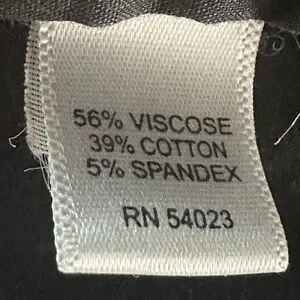 56% VISCOSE
39% COTTON
5% SPANDEX
RN 54023